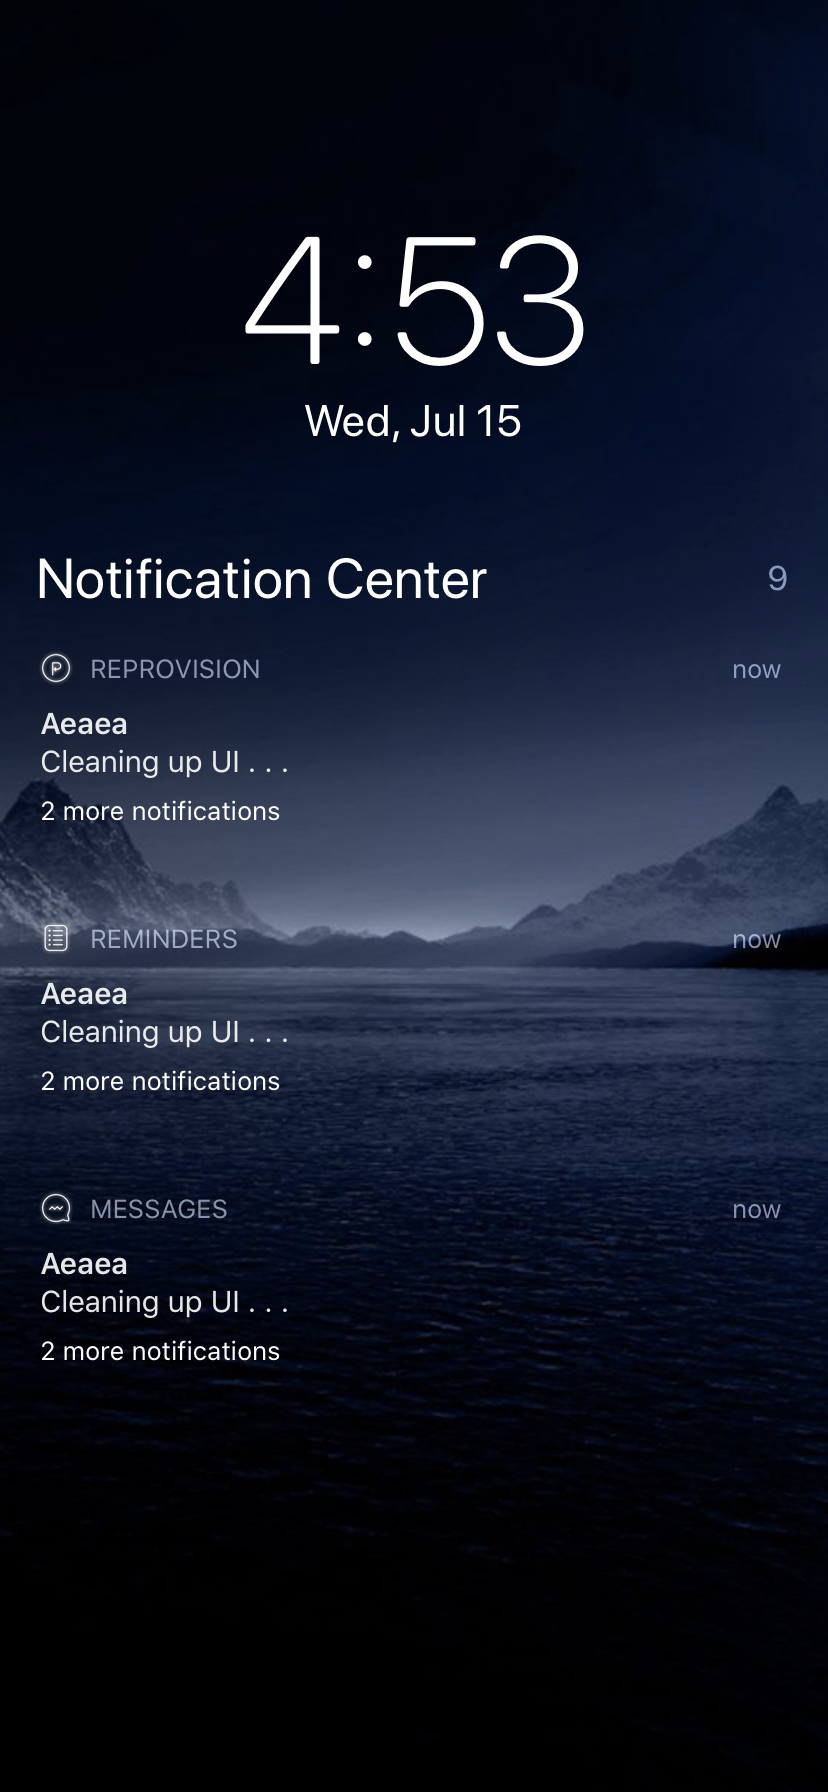 4:53
Wed, Jul 15
Notification Center 9
REPROVISION now
Aeaea
Cleaning up UI . . .
2 more notifications
REMINDERS now
Aeaea
Cleaning up UI . . .
2 more notifications
MESSAGES now
Aeaea
Cleaning up UI . . .
2 more notifications